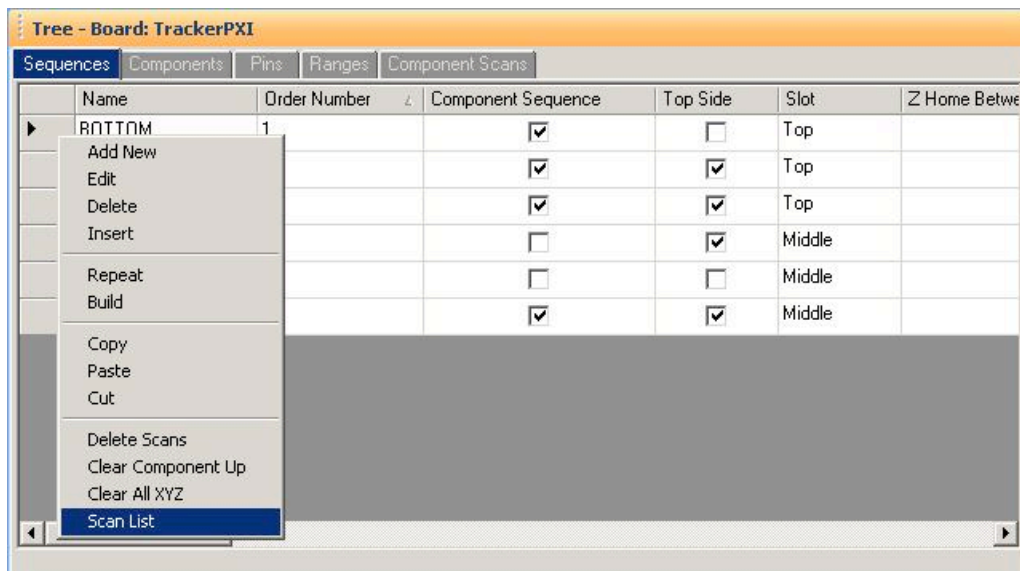 Tree - Board: TrackerPXI
Sequences Components Pins Ranges Component Scans
Name Order Number Component Sequence Top Side Slot Z Home Betwe
BOTTOM 1 Top
Add New
Top
Edit
Delete Top
Insert Middle
Repeat Middle
Build
Middle
Copy
Paste
Cut
Delete Scans
Clear Component Up
Clear All XYZ
Scan List